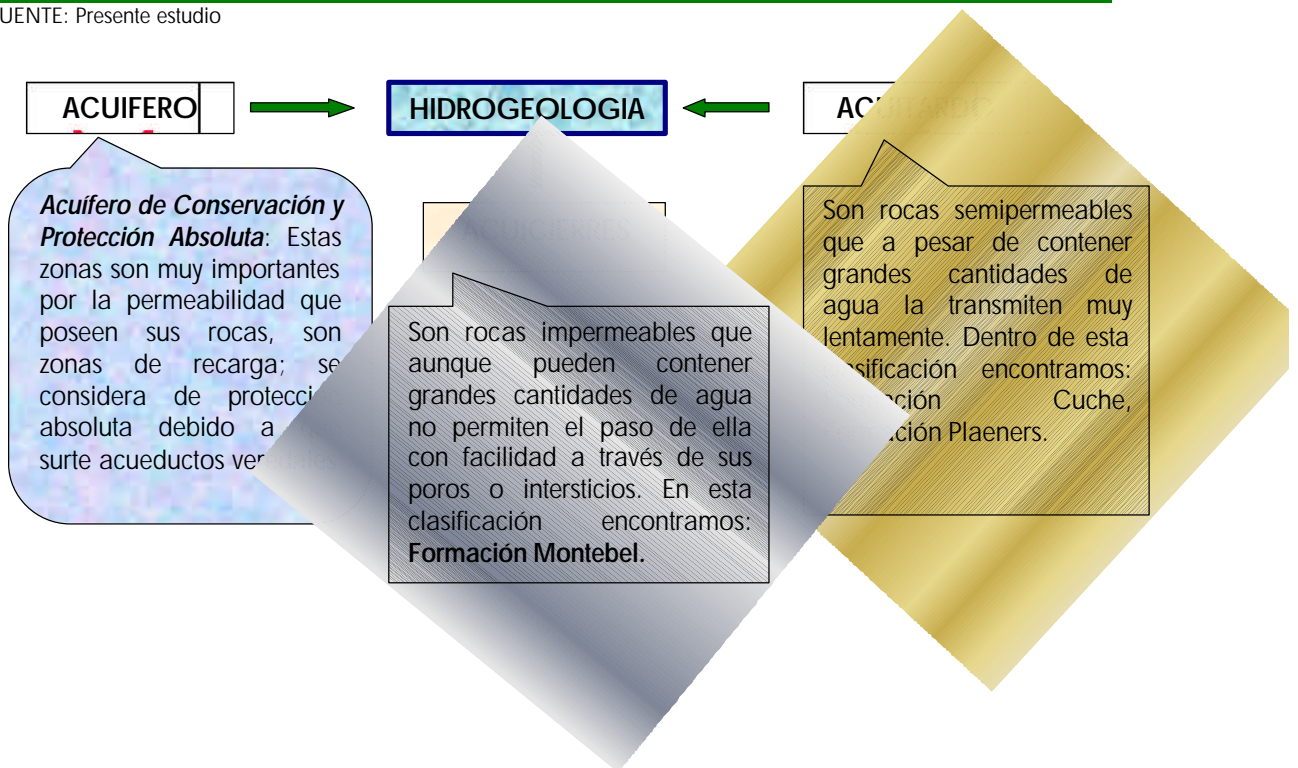 UENTE: Presente estudio
ACUIFERO
HIDROGEOLOGIA
ACUITARDO
ACUICIERRES
Acuífero de Conservación y
Protección Absoluta: Estas
zonas son muy importantes
por la permeabilidad que
poseen sus rocas, son
zonas de recarga; se
considera de
absoluta debido a
surte acueductos
Son rocas impermeables que
aunque pueden contener
grandes cantidades de agua
no permiten el paso de ella
con facilidad a través de sus
poros o intersticios. En esta
clasificación encontramos:
Formación Montebel.
Son rocas semipermeables
que a pesar de contener
grandes cantidades de
agua la transmiten muy
lentamente. Dentro de esta
encontramos:
Cuche,
Plaeners.